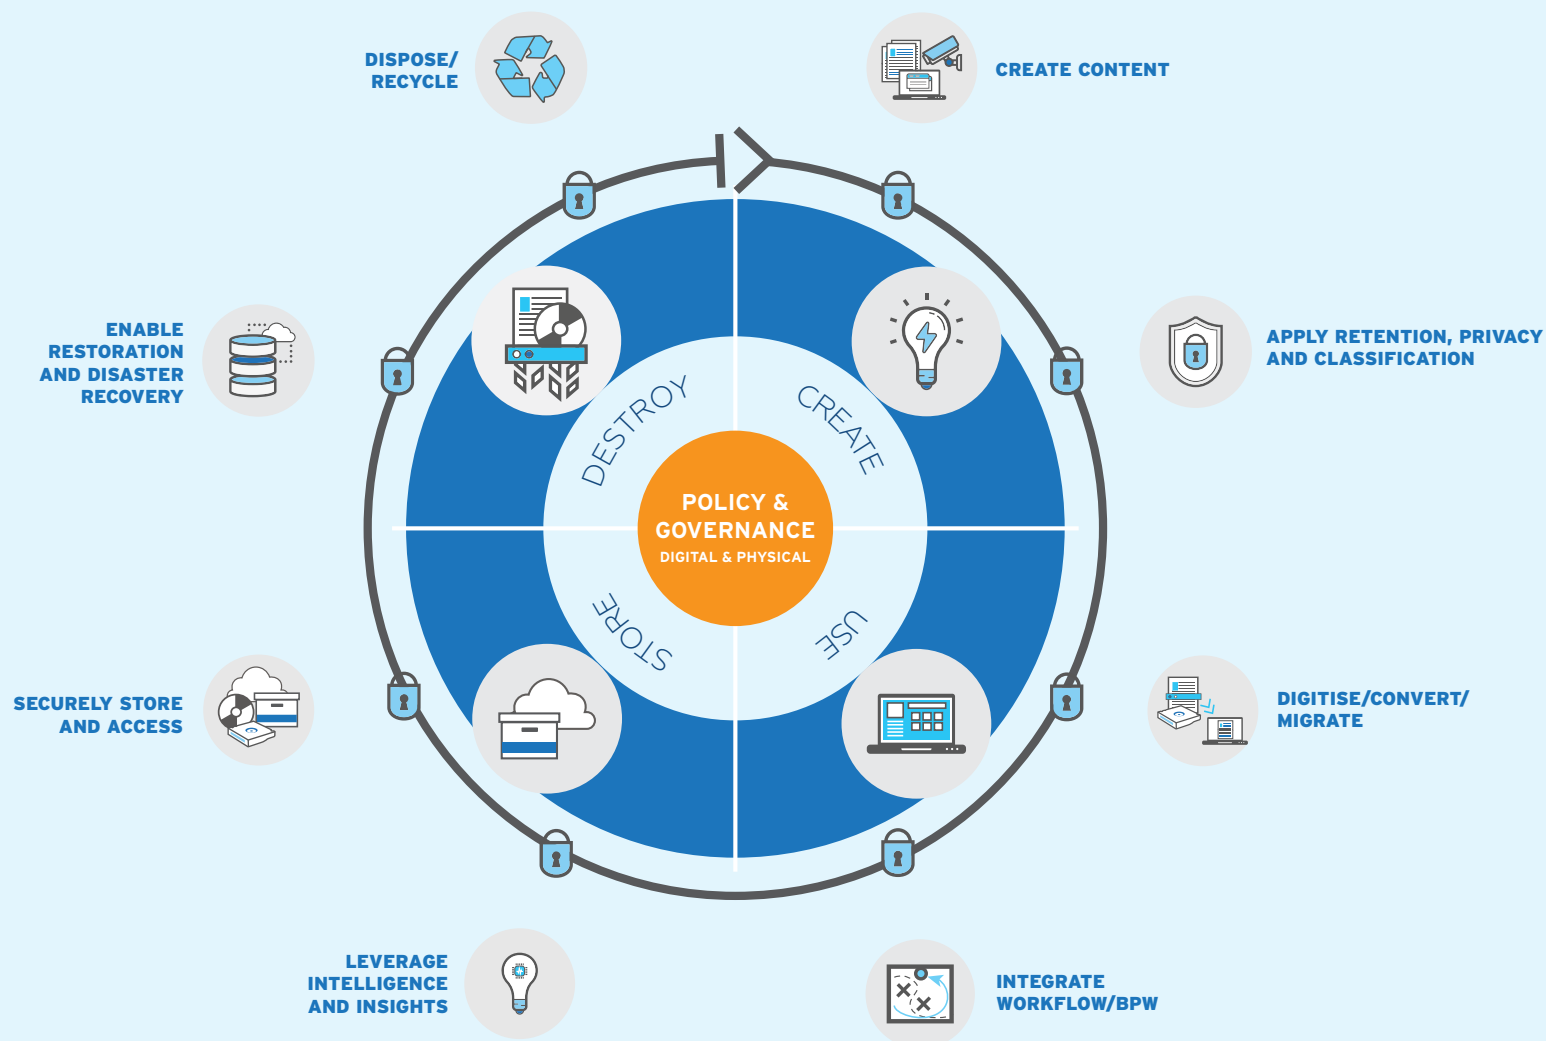 DISPOSE/
RECYCLE
CREATE CONTENT
ENABLE
RESTORATION
AND DISASTER
RECOVERY
APPLY RETENTION, PRIVACY
AND CLASSIFICATION
DESTROY
CREATE
POLICY &
GOVERNANCE
DIGITAL & PHYSICAL
STORE
USE
SECURELY STORE
AND ACCESS
DIGITISE/CONVERT/
MIGRATE
LEVERAGE
INTELLIGENCE
AND INSIGHTS
INTEGRATE
WORKFLOW/BPW